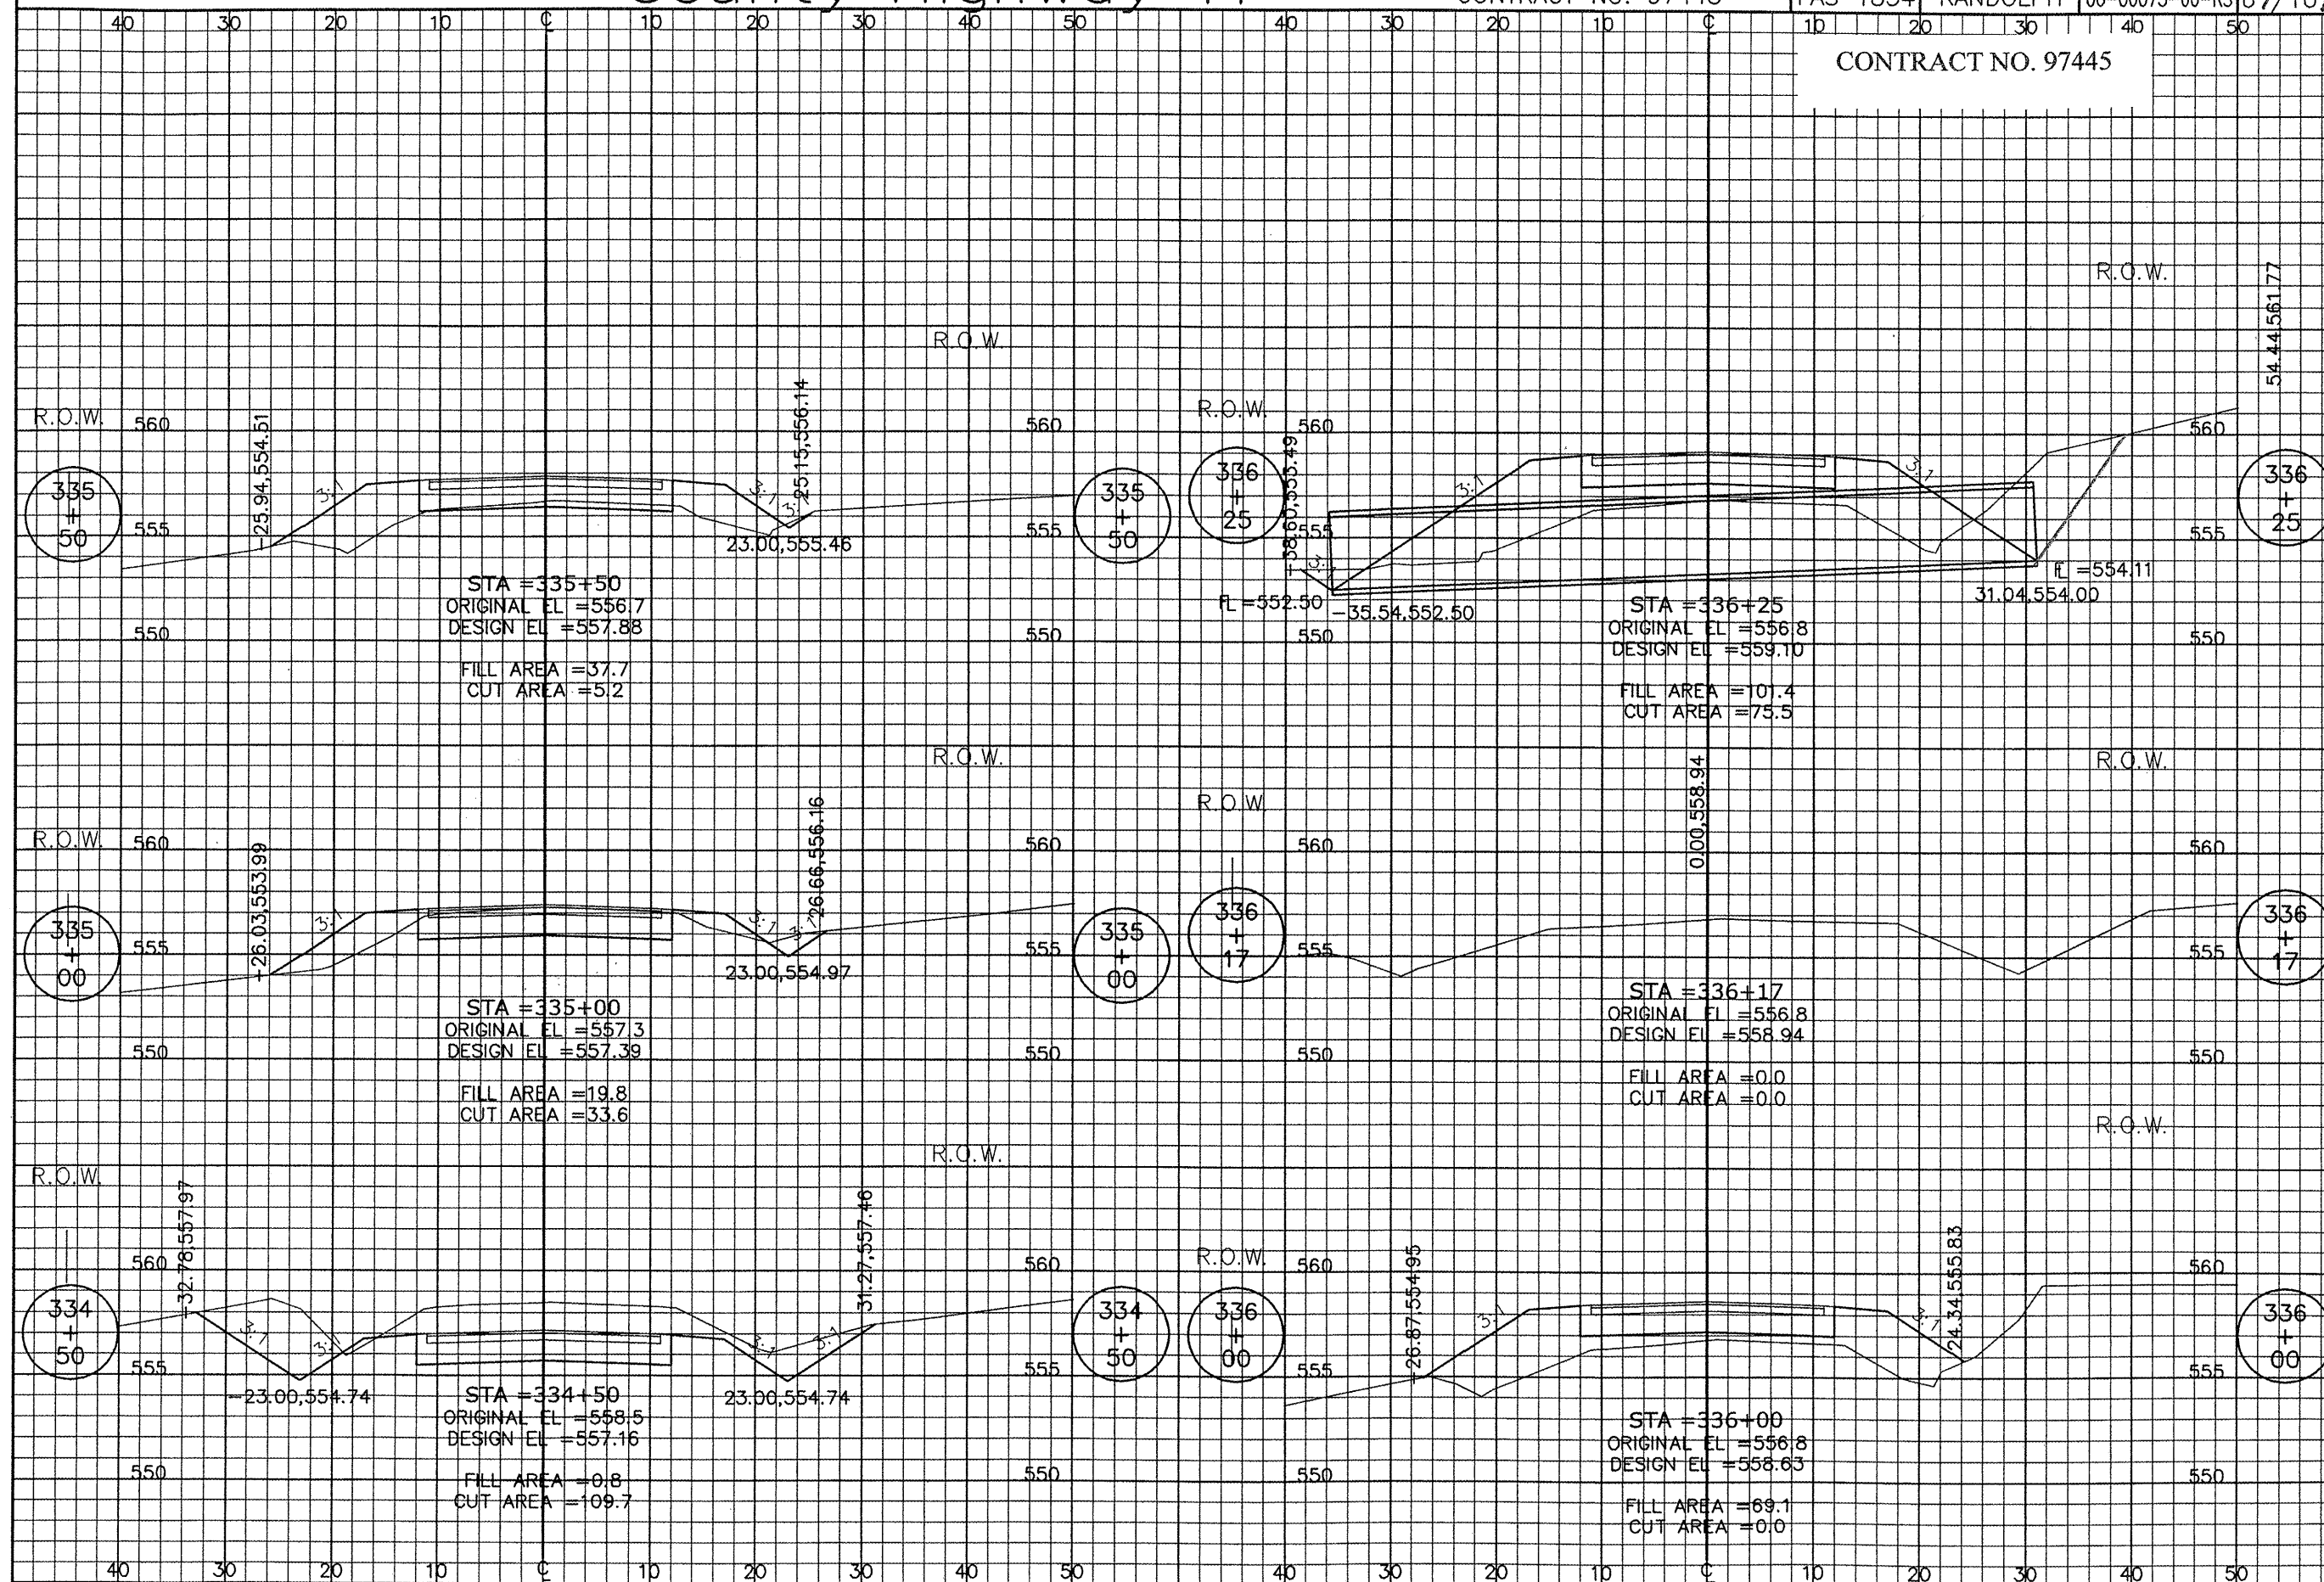 40 30 20 10 ℄ 10 20 30 40 50 40 30 20 10 ℄ 10 20 30 40 50
CONTRACT NO. 97445
R.O.W.
54.44,561.77
R.O.W.
R.O.W. 560
-25.94,554.51
3:1
3:1
3:1
25.15,556.14
560
335
+
50
555
23.00,555.46
555
335
+
50
STA =335+50
ORIGINAL EL =556.7
DESIGN EL =557.88
550
550
FILL AREA =37.7
CUT AREA =5.2
R.O.W.
560
-38.60,553.49
3:1
3:1
3:1
560
336
+
25
555
555
336
+
25
℄ =554.11
31.04,554.00
=552.50
-35.54,552.50
STA =336+25
ORIGINAL EL =556.8
DESIGN EL =559.10
550
550
FILL AREA =101.4
CUT AREA =75.5
R.O.W.
R.O.W. 560
-26.03,553.99
3:1
3:1
3:1
26.66,556.16
560
335
+
00
555
23.00,554.97
555
335
+
00
STA =335+00
ORIGINAL EL =557.3
DESIGN EL =557.39
550
550
FILL AREA =19.8
CUT AREA =33.6
0.00,558.94
R.O.W.
R.O.W.
560
560
336
+
17
555
555
336
+
17
STA =336+17
ORIGINAL EL =556.8
DESIGN EL =558.94
550
550
FILL AREA =0.0
CUT AREA =0.0
R.O.W.
R.O.W.
560
-32.78,557.97
3:1
3:1
3:1
3:1
31.27,557.46
560
334
+
50
555
-23.00,554.74
23.00,554.74
555
334
+
50
STA =334+50
ORIGINAL EL =558.5
DESIGN EL =557.16
550
550
FILL AREA =0.8
CUT AREA =109.7
R.O.W.
R.O.W.
560
-26.87,554.95
3:1
3:1
24.34,555.83
560
336
+
00
555
555
336
+
00
STA =336+00
ORIGINAL EL =556.8
DESIGN EL =558.63
550
550
FILL AREA =69.1
CUT AREA =0.0
40 30 20 10 ℄ 10 20 30 40 50 40 30 20 10 ℄ 10 20 30 40 50